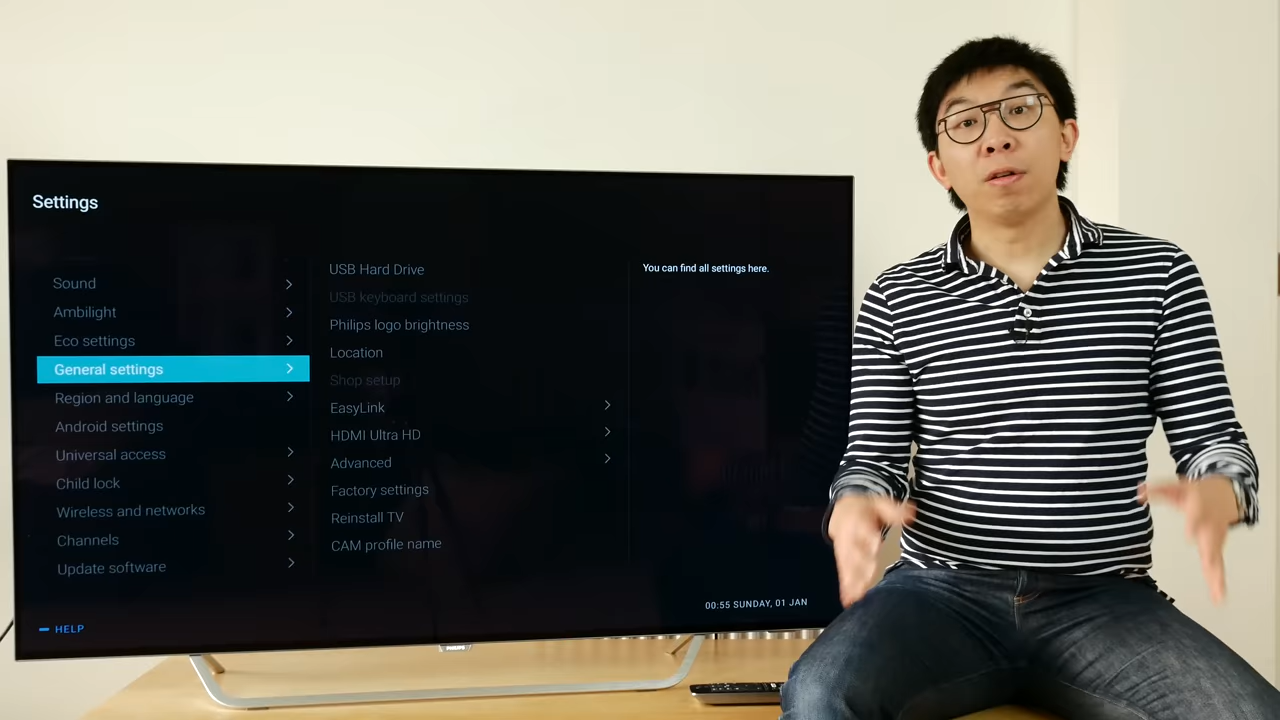 Settings
Sound
Ambilight
Eco settings
General settings
Region and language
Android settings
Universal access
Child lock
Wireless and networks
Channels
Update software
USB Hard Drive
USB keyboard settings
Philips logo brightness
Location
Shop setup
EasyLink
HDMI Ultra HD
Advanced
Factory settings
Reinstall TV
CAM profile name
You can find all settings here.
00:55 SUNDAY, 01 JAN
HELP
PHILIPS